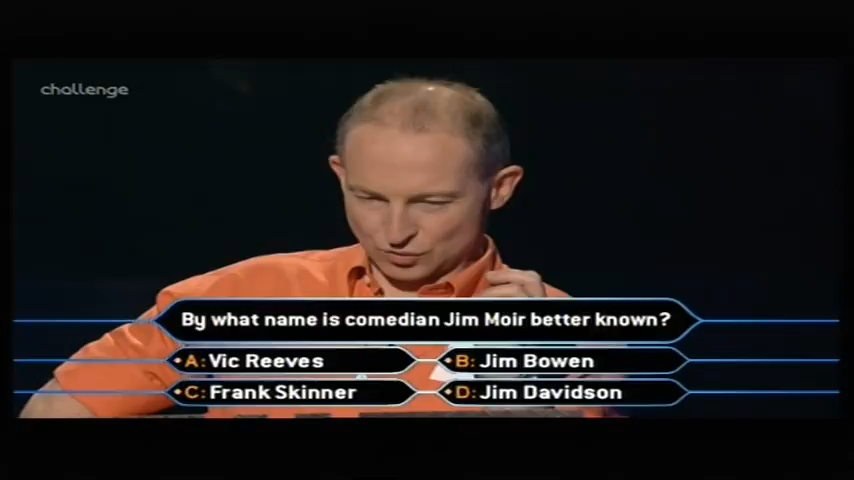 challenge
By what name is comedian Jim Moir better known?
A: Vic Reeves
B: Jim Bowen
C: Frank Skinner
D: Jim Davidson